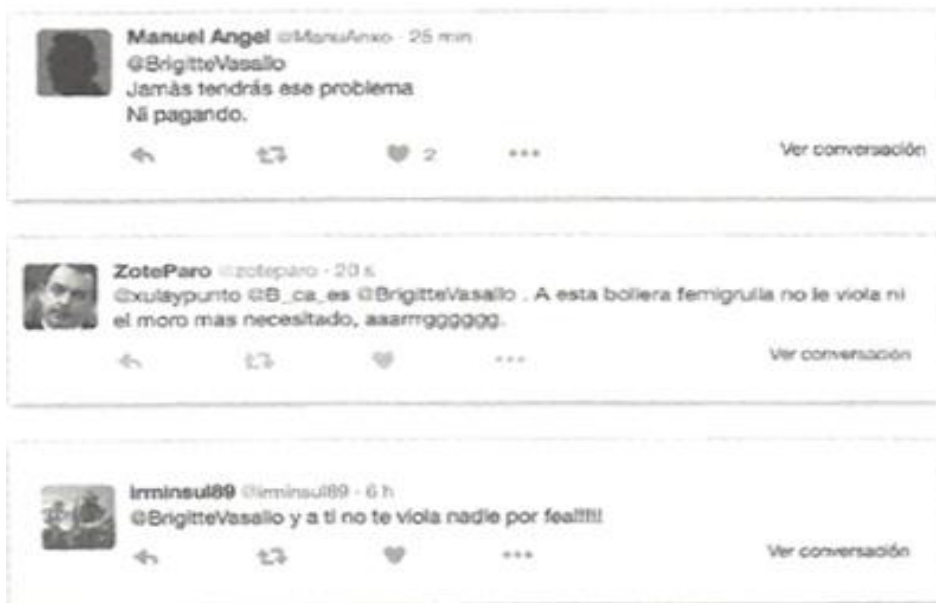 Manuel Angel @ManuAnxo · 25 min
@BrigitteVasallo
Jamás tendrás ese problema
Ni pagando.
2
Ver conversación
ZoteParo @zoteparo · 20 s
@xulaypunto @B_ca_es @BrigitteVasallo . A esta bollera femigrulla no le viola ni
el moro mas necesitado, aaarrrgggggg.
Ver conversación
irminsul89 @irminsul89 · 6 h
@BrigitteVasallo y a ti no te viola nadie por fea!!!!!
Ver conversación